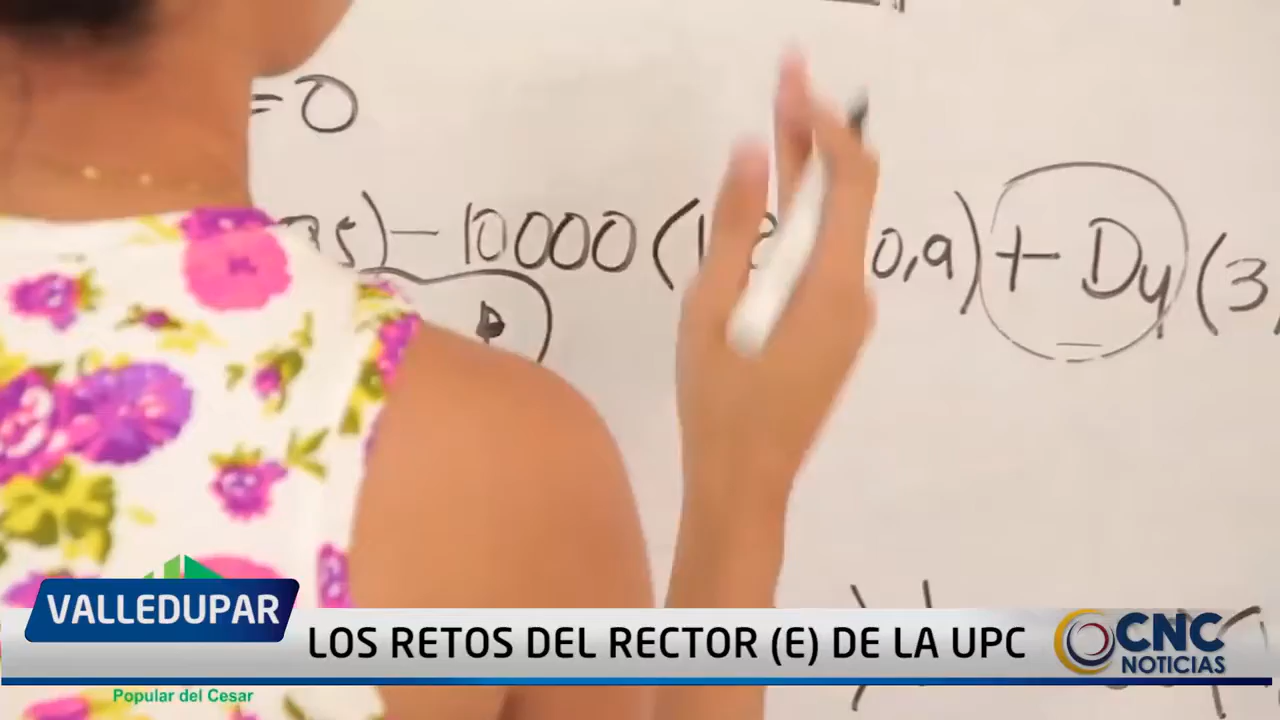 =0
35) − 10000 ( 0,9) + Dy (3,
VALLEDUPAR
LOS RETOS DEL RECTOR (E) DE LA UPC
CNC
NOTICIAS
Popular del Cesar